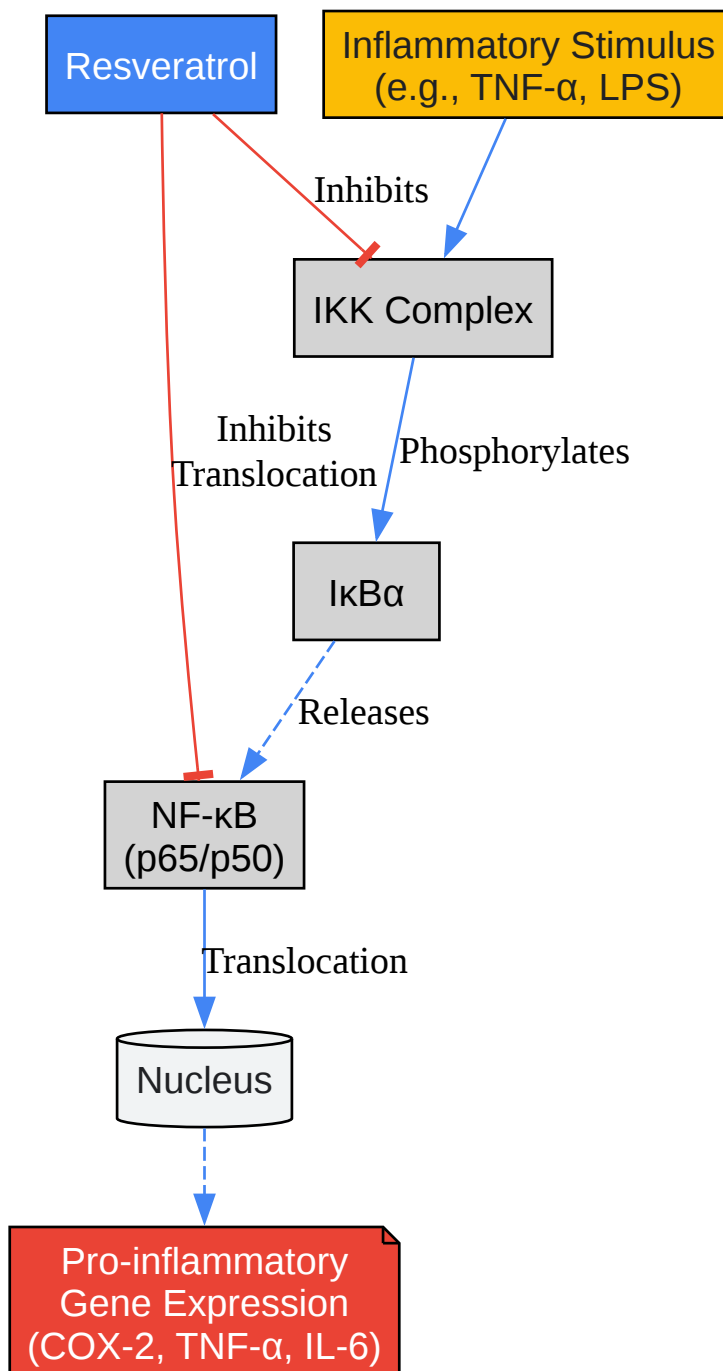 Resveratrol
Inflammatory Stimulus
(e.g., TNF-α, LPS)
Inhibits
IKK Complex
Inhibits
Translocation
Phosphorylates
IκBα
Releases
NF-κB
(p65/p50)
Translocation
Nucleus
Pro-inflammatory
Gene Expression
(COX-2, TNF-α, IL-6)